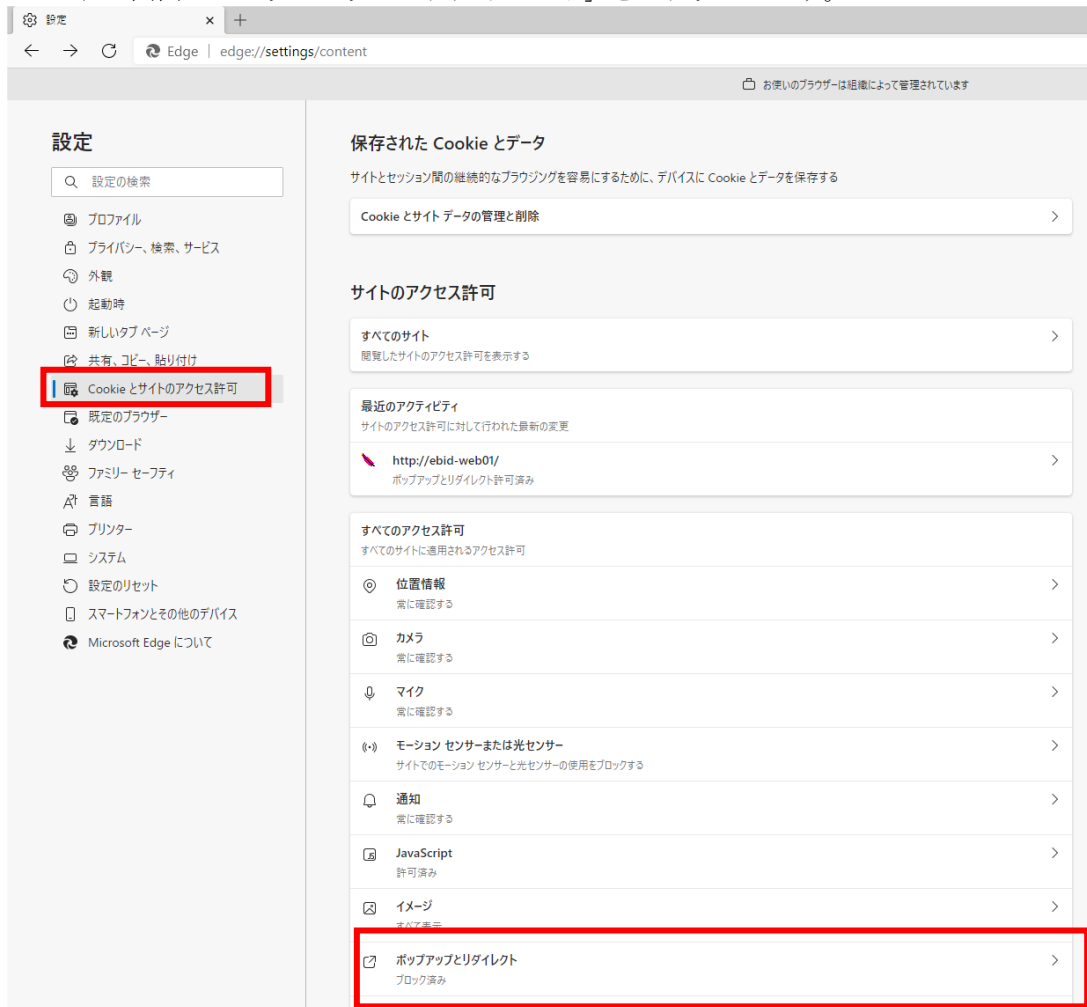 設定
Edge | edge://settings/content
お使いのブラウザーは組織によって管理されています
設定
設定の検索
プロファイル
プライバシー、検索、サービス
外観
起動時
新しいタブ ページ
共有、コピー、貼り付け
Cookie とサイトのアクセス許可
既定のブラウザー
ダウンロード
ファミリー セーフティ
言語
プリンター
システム
設定のリセット
スマートフォンとその他のデバイス
Microsoft Edge について
保存された Cookie とデータ
サイトとセッション間の継続的なブラウジングを容易にするために、デバイスに Cookie とデータを保存する
Cookie とサイト データの管理と削除
サイトのアクセス許可
すべてのサイト
閲覧したサイトのアクセス許可を表示する
最近のアクティビティ
サイトのアクセス許可に対して行われた最新の変更
http://ebid-web01/
ポップアップとリダイレクト許可済み
すべてのアクセス許可
すべてのサイトに適用されるアクセス許可
位置情報
常に確認する
カメラ
常に確認する
マイク
常に確認する
モーション センサーまたは光センサー
サイトでのモーション センサーと光センサーの使用をブロックする
通知
常に確認する
JavaScript
許可済み
イメージ
すべて表示
ポップアップとリダイレクト
ブロック済み